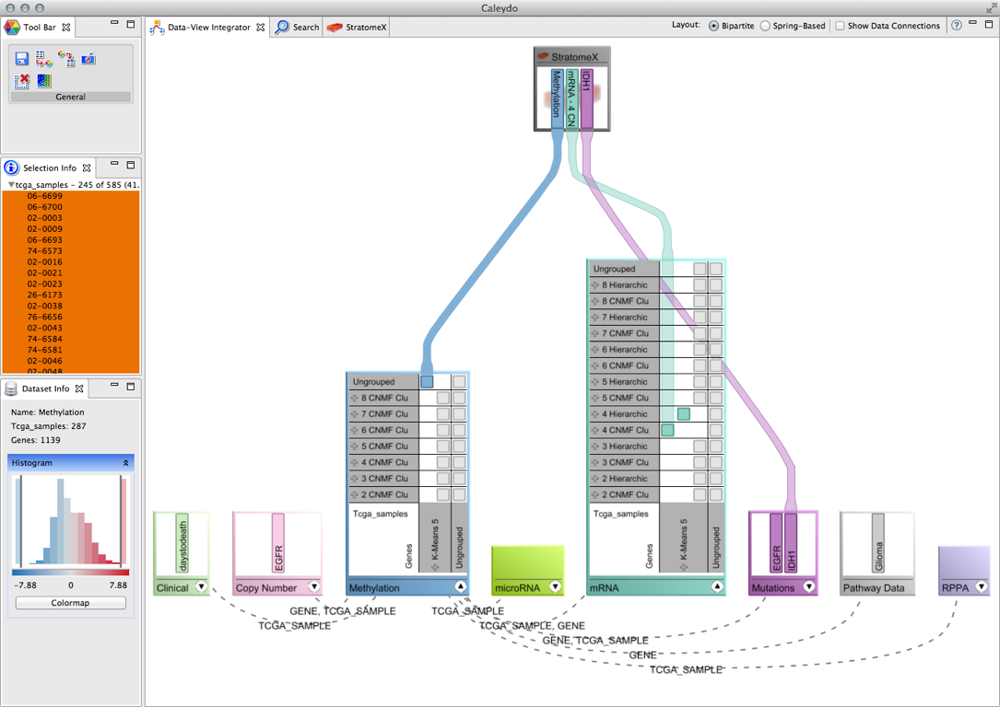 Caleydo
Tool Bar
General
Selection Info
tcga_samples - 245 of 585 (41.
06-6699
06-6700
02-0003
02-0009
06-6693
74-6573
02-0016
02-0021
02-0023
26-6173
02-0038
76-6656
02-0043
74-6584
74-6581
02-0046
02-0048
Dataset Info
Name: Methylation
Tcga_samples: 287
Genes: 1139
Histogram
-7.88 0 7.88
Colormap
Data-View Integrator Search StratomeX
Layout: Bipartite Spring-Based Show Data Connections
StratomeX
Methylation
mRNA - 4 CN
IDH1
Ungrouped
8 CNMF Clu
7 CNMF Clu
6 CNMF Clu
5 CNMF Clu
4 CNMF Clu
3 CNMF Clu
2 CNMF Clu
Tcga_samples
Genes
K-Means 5
Ungrouped
Methylation
Ungrouped
8 Hierarchic
8 CNMF Clu
7 Hierarchic
7 CNMF Clu
6 Hierarchic
6 CNMF Clu
5 Hierarchic
5 CNMF Clu
4 Hierarchic
4 CNMF Clu
3 Hierarchic
3 CNMF Clu
2 Hierarchic
2 CNMF Clu
Tcga_samples
Genes
K-Means 5
Ungrouped
mRNA
daystodeath
Clinical
EGFR
Copy Number
microRNA
EGFR
IDH1
Mutations
Glioma
Pathway Data
RPPA
GENE, TCGA_SAMPLE
TCGA_SAMPLE
TCGA_SAMPLE
TCGA_SAMPLE, GENE
GENE, TCGA_SAMPLE
GENE
TCGA_SAMPLE